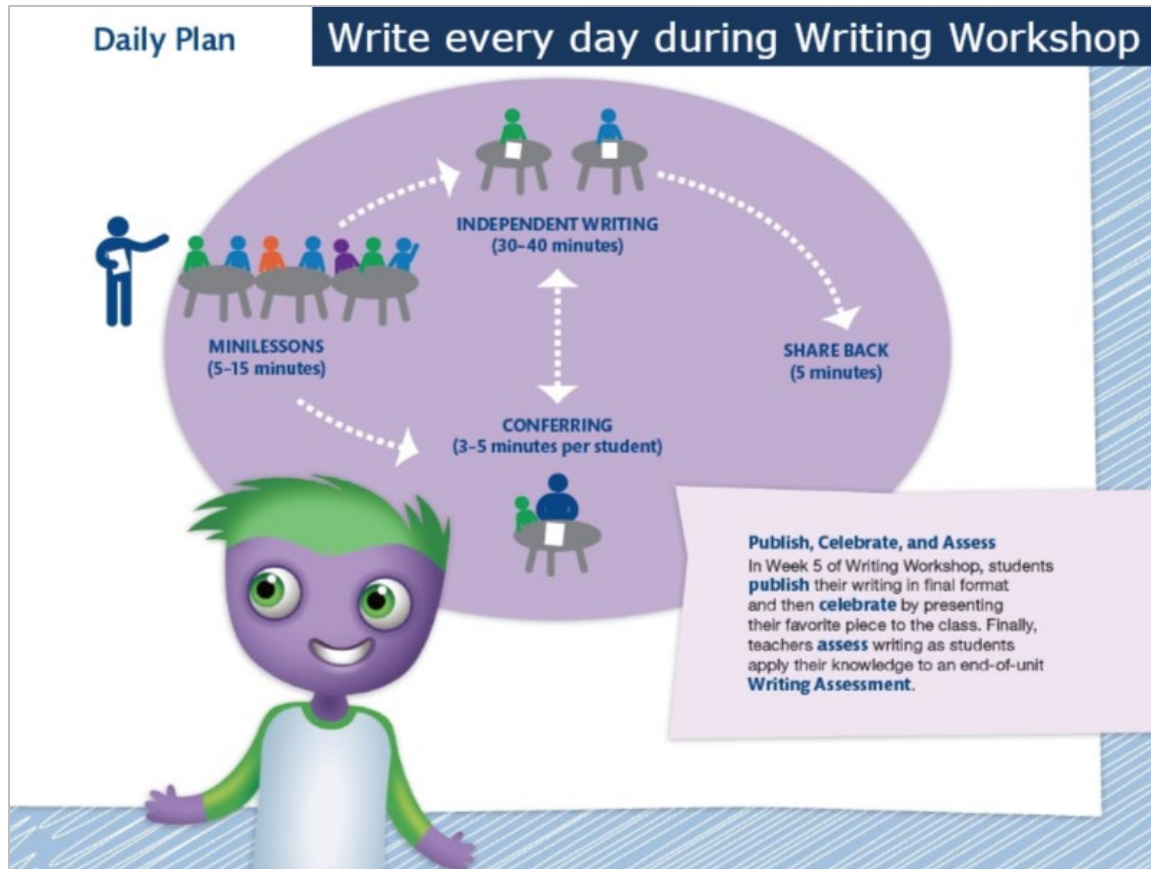 Daily Plan
Write every day during Writing Workshop
INDEPENDENT WRITING
(30–40 minutes)
MINILESSONS
(5–15 minutes)
SHARE BACK
(5 minutes)
CONFERRING
(3–5 minutes per student)
Publish, Celebrate, and Assess
In Week 5 of Writing Workshop, students
publish their writing in final format
and then celebrate by presenting
their favorite piece to the class. Finally,
teachers assess writing as students
apply their knowledge to an end-of-unit
Writing Assessment.